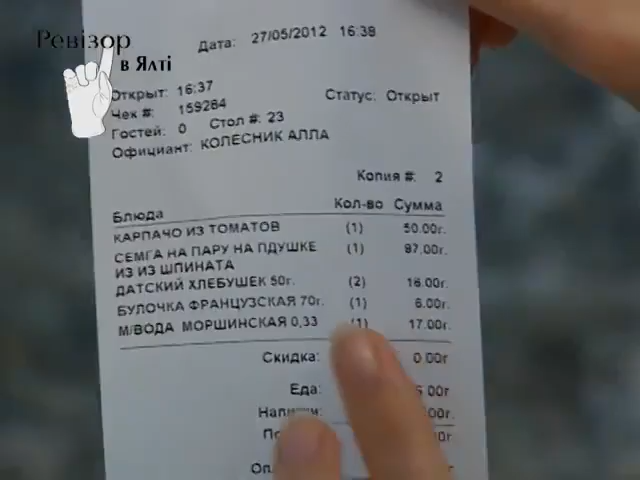 Ревізор
в Ялті
Дата: 27/05/2012 16:38
Открыт: 16:37
Чек #: 159284 Статус: Открыт
Гостей: 0 Стол #: 23
Официант: КОЛЕСНИК АЛЛА
Копия #: 2
Блюда Кол-во Сумма
КАРПАЧО ИЗ ТОМАТОВ (1) 50.00г.
СЕМГА НА ПАРУ НА ПДУШКЕ (1) 87.00г.
ИЗ ИЗ ШПИНАТА
ДАТСКИЙ ХЛЕБУШЕК 50г. (2) 16.00г.
БУЛОЧКА ФРАНЦУЗСКАЯ 70г. (1) 6.00г.
М/ВОДА МОРШИНСКАЯ 0,33 (1) 17.00г.
Скидка: 0.00г
Еда: